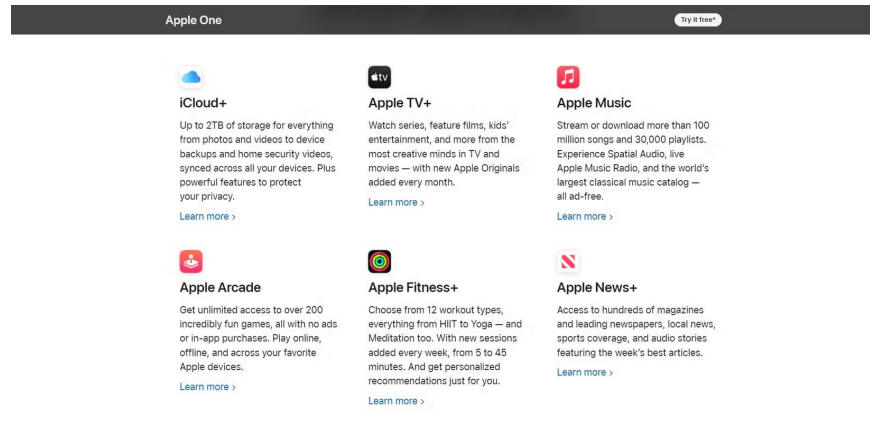 Apple One
Try it free*
tv
iCloud+
Up to 2TB of storage for everything
from photos and videos to device
backups and home security videos,
synced across all your devices. Plus
powerful features to protect
your privacy.
Learn more >
Apple TV+
Watch series, feature films, kids’
entertainment, and more from the
most creative minds in TV and
movies — with new Apple Originals
added every month.
Learn more >
Apple Music
Stream or download more than 100
million songs and 30,000 playlists.
Experience Spatial Audio, live
Apple Music Radio, and the world’s
largest classical music catalog —
all ad-free.
Learn more >
Apple Arcade
Get unlimited access to over 200
incredibly fun games, all with no ads
or in-app purchases. Play online,
offline, and across your favorite
Apple devices.
Learn more >
Apple Fitness+
Choose from 12 workout types,
everything from HIIT to Yoga — and
Meditation too. With new sessions
added every week, from 5 to 45
minutes. And get personalized
recommendations just for you.
Learn more >
Apple News+
Access to hundreds of magazines
and leading newspapers, local news,
sports coverage, and audio stories
featuring the week’s best articles.
Learn more >